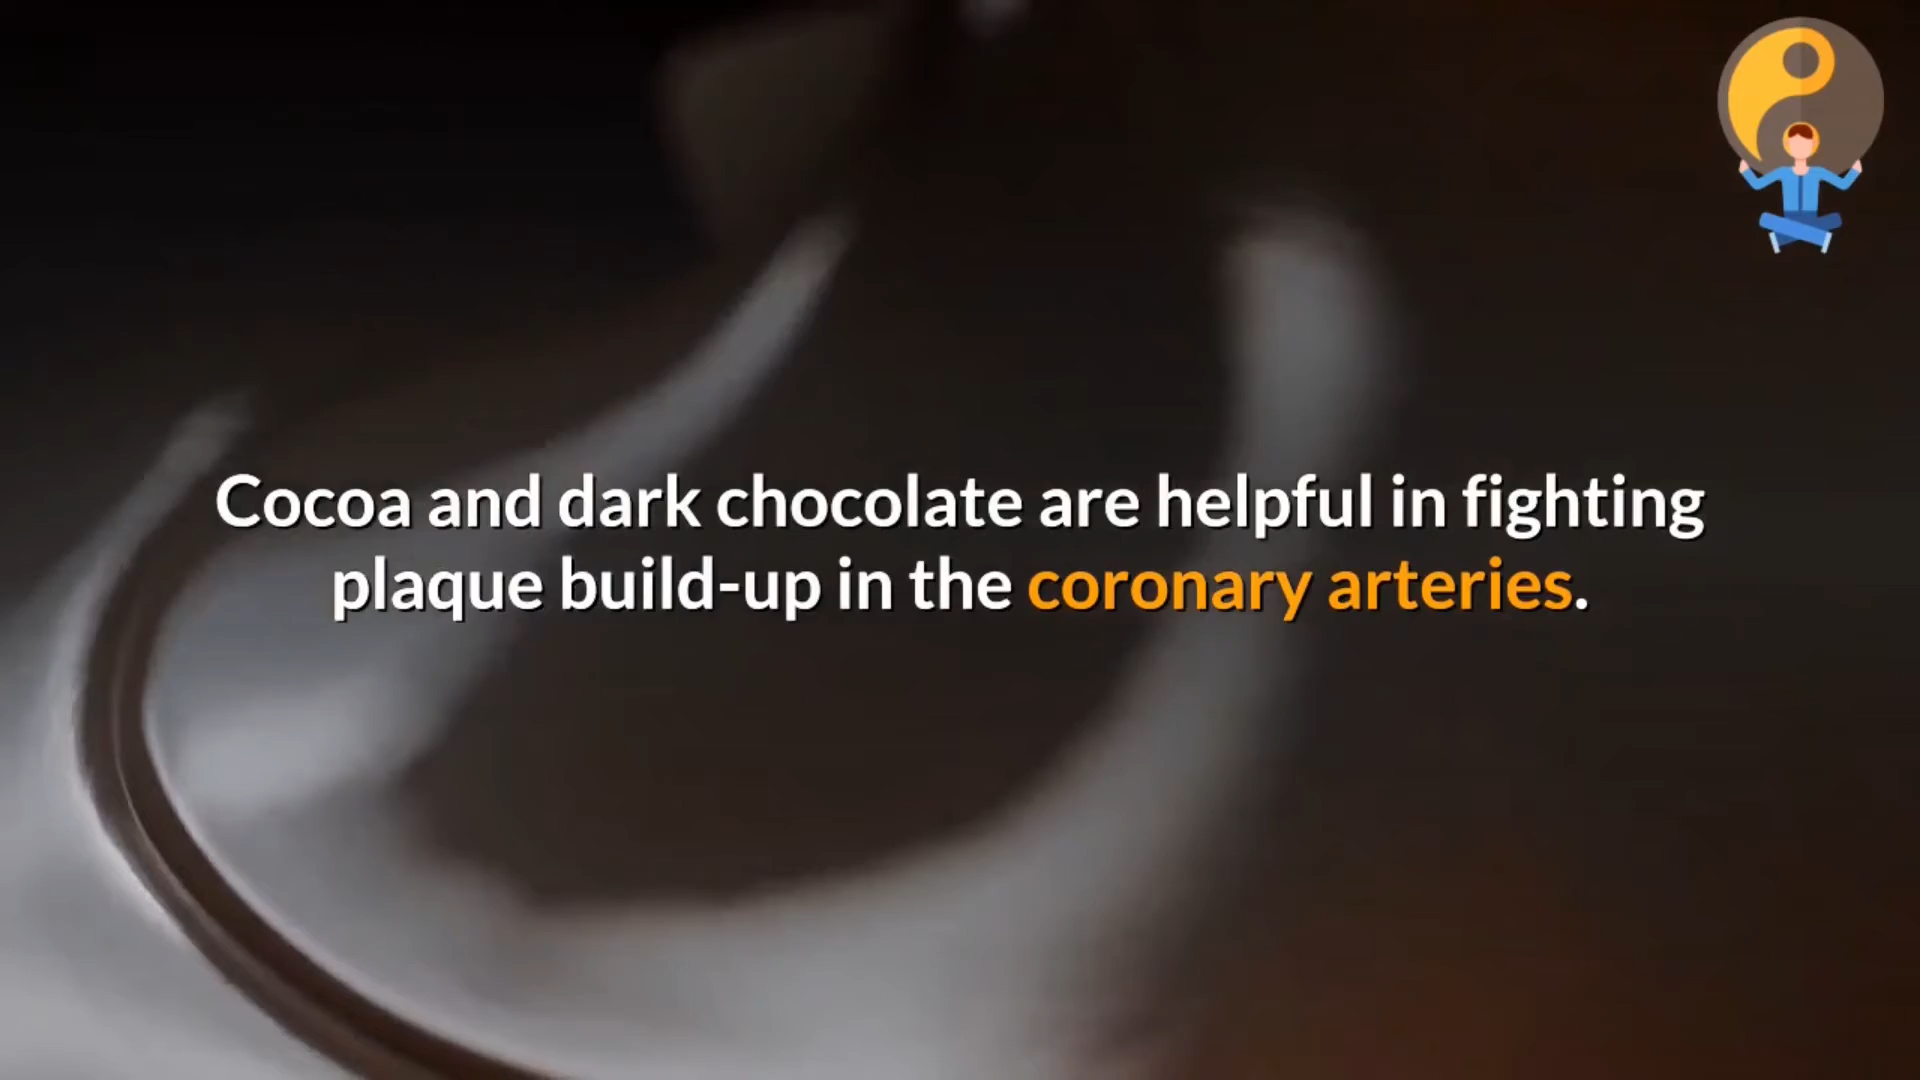 Cocoa and dark chocolate are helpful in fighting
plaque build-up in the coronary arteries.